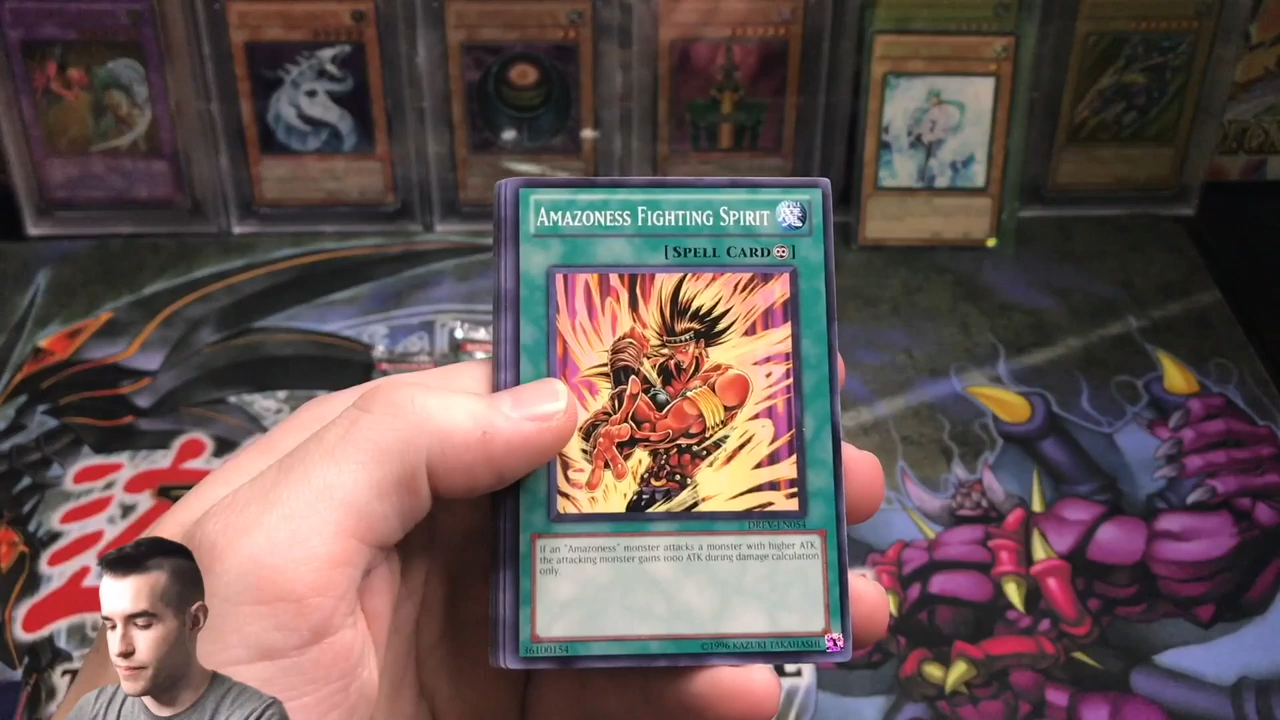 AMAZONESS FIGHTING SPIRIT 魔
[SPELL CARD]
DREV-EN054
If an "Amazoness" monster attacks a monster with higher ATK,
the attacking monster gains 1000 ATK during damage calculation
only.
36100154
©1996 KAZUKI TAKAHASHI